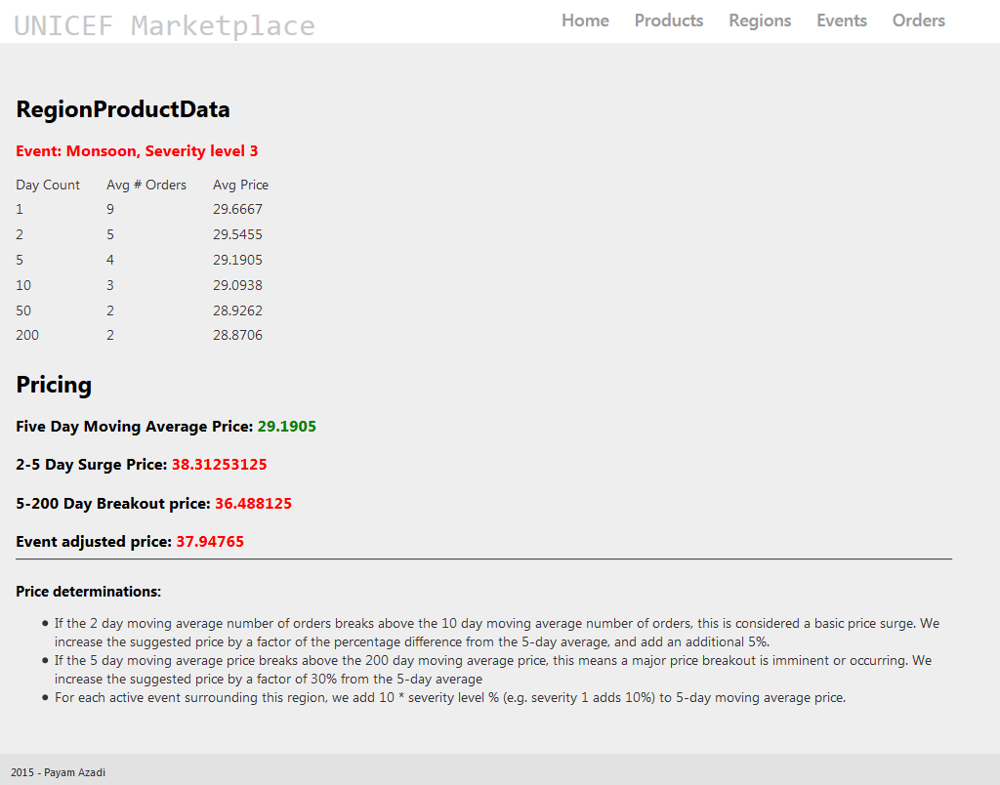 UNICEF Marketplace
Home Products Regions Events Orders
RegionProductData
Event: Monsoon, Severity level 3
Day Count Avg # Orders Avg Price
1 9 29.6667
2 5 29.5455
5 4 29.1905
10 3 29.0938
50 2 28.9262
200 2 28.8706
Pricing
Five Day Moving Average Price: 29.1905
2-5 Day Surge Price: 38.31253125
5-200 Day Breakout price: 36.488125
Event adjusted price: 37.94765
Price determinations:
• If the 2 day moving average number of orders breaks above the 10 day moving average number of orders, this is considered a basic price surge. We
increase the suggested price by a factor of the percentage difference from the 5-day average, and add an additional 5%.
• If the 5 day moving average price breaks above the 200 day moving average price, this means a major price breakout is imminent or occurring. We
increase the suggested price by a factor of 30% from the 5-day average
• For each active event surrounding this region, we add 10 * severity level % (e.g. severity 1 adds 10%) to 5-day moving average price.
2015 - Payam Azadi